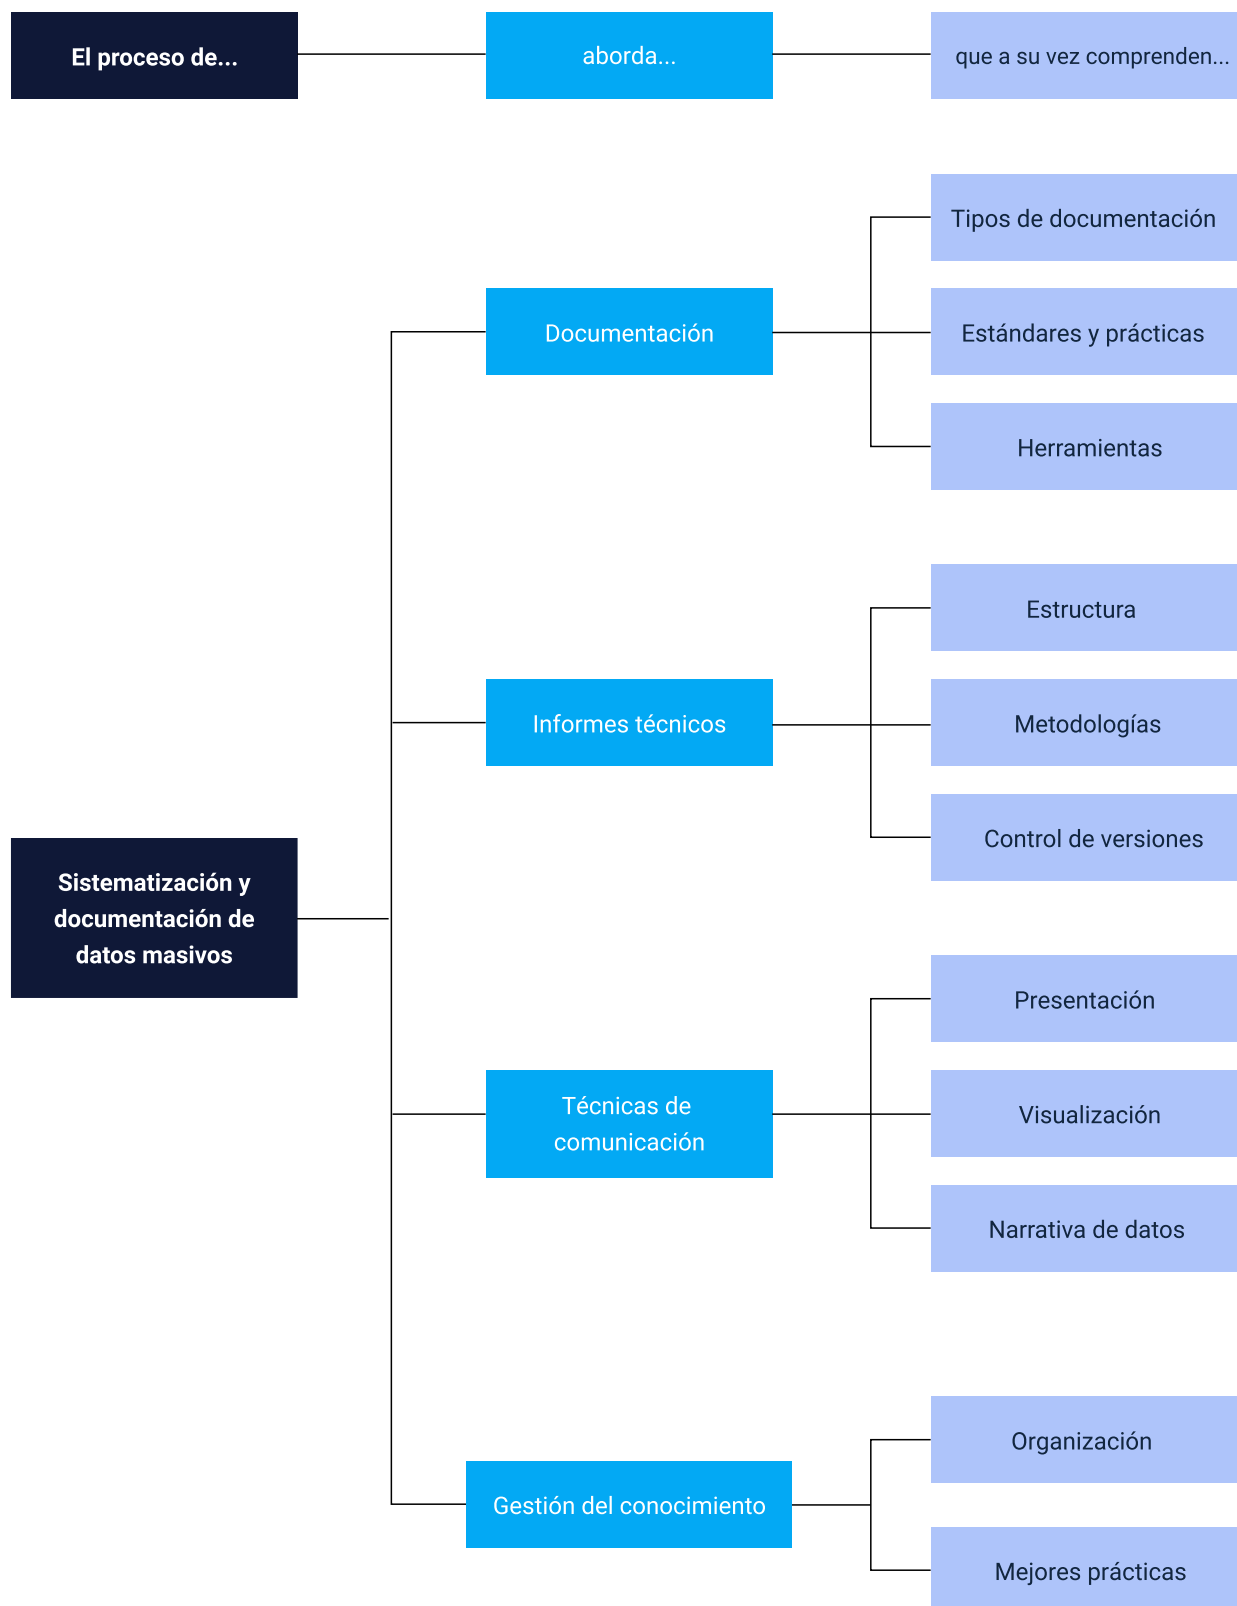 El proceso de...
aborda...
que a su vez comprenden...
Tipos de documentación
Documentación
Estándares y prácticas
Herramientas
Estructura
Informes técnicos
Metodologías
Control de versiones
Sistematización y
documentación de
datos masivos
Presentación
Técnicas de
comunicación
Visualización
Narrativa de datos
Organización
Gestión del conocimiento
Mejores prácticas